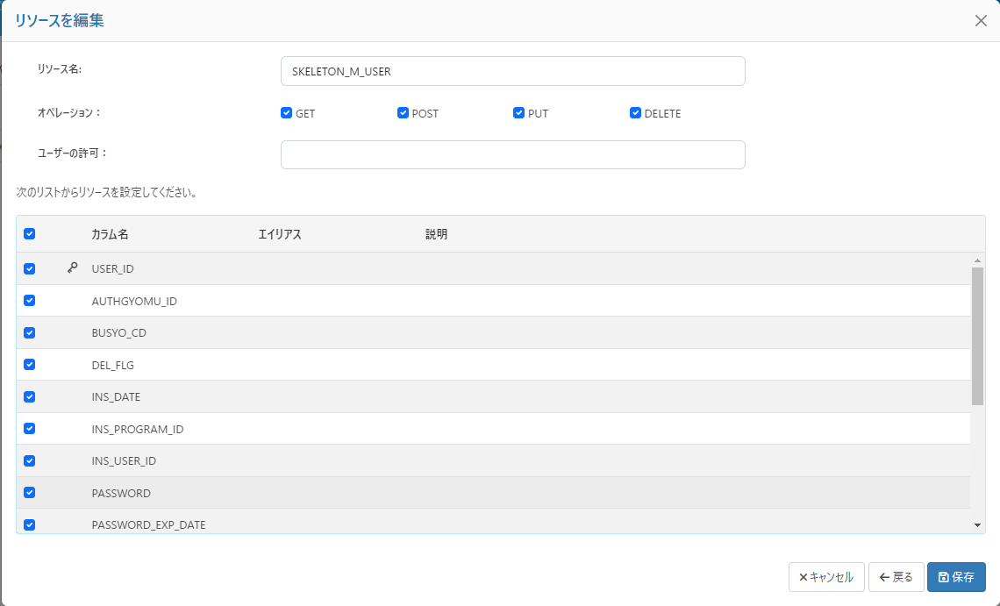 リソースを編集
リソース名:
SKELETON_M_USER
オペレーション：
GET POST PUT DELETE
ユーザーの許可：
次のリストからリソースを設定してください。
カラム名 エイリアス 説明
USER_ID
AUTHGYOMU_ID
BUSYO_CD
DEL_FLG
INS_DATE
INS_PROGRAM_ID
INS_USER_ID
PASSWORD
PASSWORD_EXP_DATE
キャンセル 戻る 保存